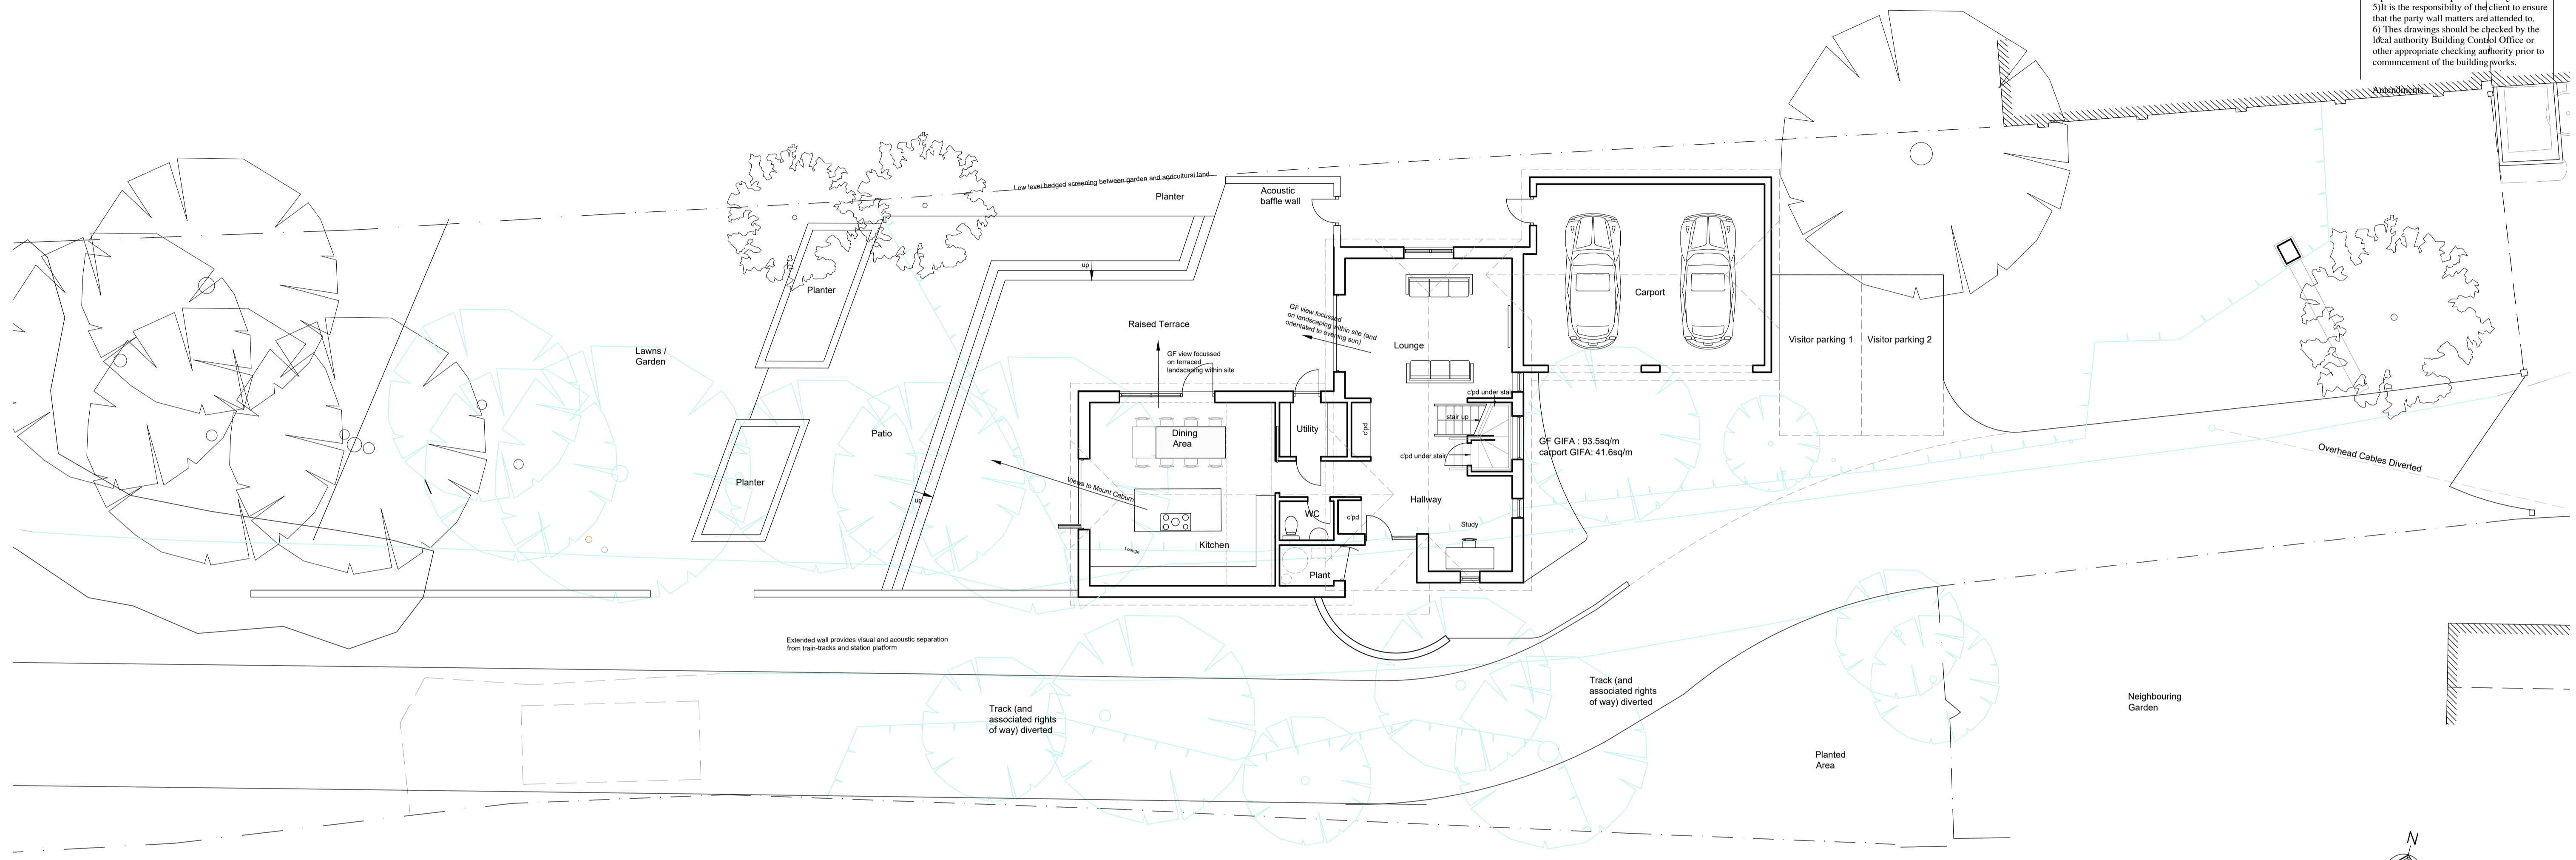 5)It is the responsibilty of the client to ensure
that the party wall matters are attended to.
6) Thes drawings should be checked by the
local authority Building Control Office or
other appropriate checking authority prior to
commncement of the building works.
Amendments
Low level hedged screening between garden and agricultural land
Planter
Acoustic
baffle wall
Planter
up
Raised Terrace
GF view focussed
on landscaping within site (and
orientated to evening sun)
Lounge
Carport
Visitor parking 1
Visitor parking 2
Lawns /
Garden
GF view focussed
on terraced
landscaping within site
c'pd under stair
stair up
Patio
Dining
Area
Utility
c'pd
GF GIFA : 93.5sq/m
carport GIFA: 41.6sq/m
c'pd under stair
Overhead Cables Diverted
Planter
up
Views to Mount Caburn
Hallway
WC
c'pd
Study
Lounge
Kitchen
Plant
Extended wall provides visual and acoustic separation
from train-tracks and station platform
Track (and
associated rights
of way) diverted
Track (and
associated rights
of way) diverted
Neighbouring
Garden
Planted
Area
N